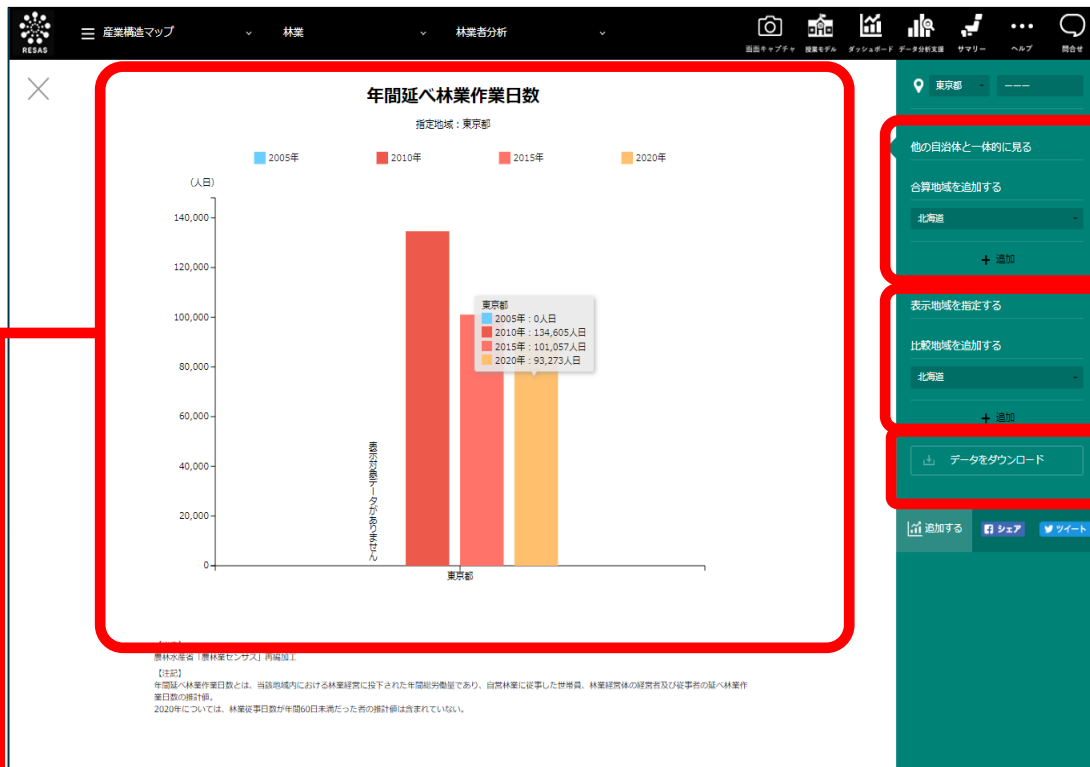 RESAS
産業構造マップ
林業
林業者分析
画面キャプチャ
授業モデル
ダッシュボード
データ分析支援
サマリー
ヘルプ
問合せ
年間延べ林業作業日数
指定地域：東京都
2005年
2010年
2015年
2020年
（人日）
140,000
120,000
100,000
80,000
60,000
40,000
20,000
0
表示対象データがありません
東京都
2005年：0人日
2010年：134,605人日
2015年：101,057人日
2020年：93,273人日
東京都
農林水産省「農林業センサス」再編加工
【注記】
年間延べ林業作業日数とは、当該地域内における林業経営に投下された年間総労働量であり、自営林業に従事した世帯員、林業経営体の経営者及び従事者の延べ林業作
業日数の推計値。
2020年については、林業従事日数が年間60日未満だった者の推計値は含まれていない。
東京都
---
他の自治体と一体的に見る
合算地域を追加する
北海道
+ 追加
表示地域を指定する
比較地域を追加する
北海道
+ 追加
データをダウンロード
追加する
シェア
ツイート